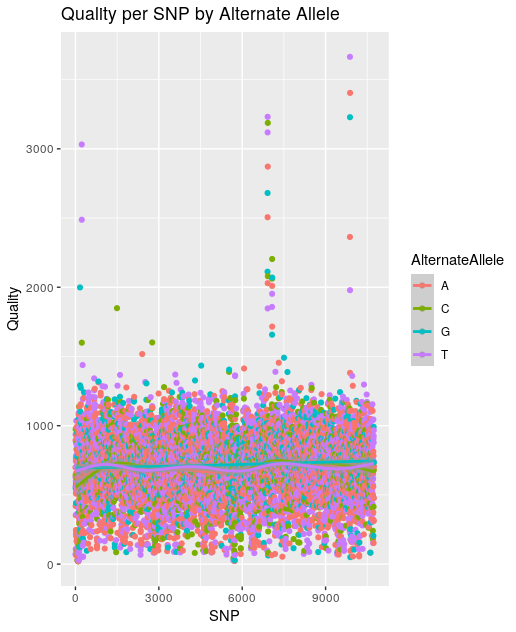 Quality per SNP by Alternate Allele
3000
2000
1000
0
Quality
0 3000 6000 9000
SNP
AlternateAllele
A
C
G
T